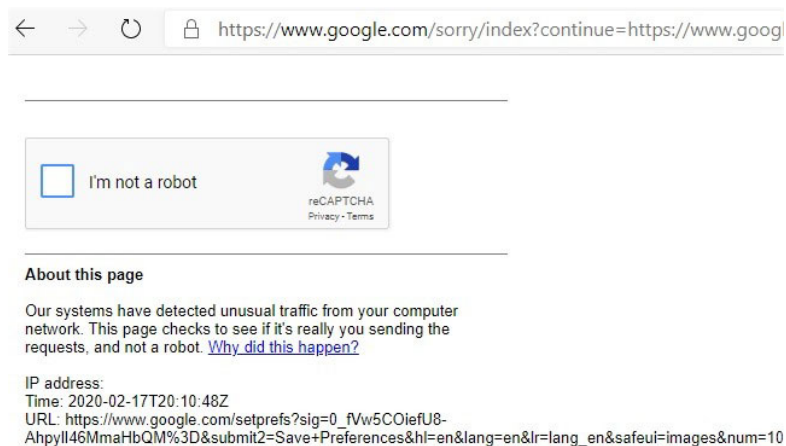 https://www.google.com/sorry/index?continue=https://www.goog
I'm not a robot
reCAPTCHA
Privacy - Terms
About this page
Our systems have detected unusual traffic from your computer
network. This page checks to see if it's really you sending the
requests, and not a robot. Why did this happen?
IP address:
Time: 2020-02-17T20:10:48Z
URL: https://www.google.com/setprefs?sig=0_fVw5COiefU8-
AhpyIl46MmaHbQM%3D&submit2=Save+Preferences&hl=en&lang=en&lr=lang_en&safeui=images&num=10